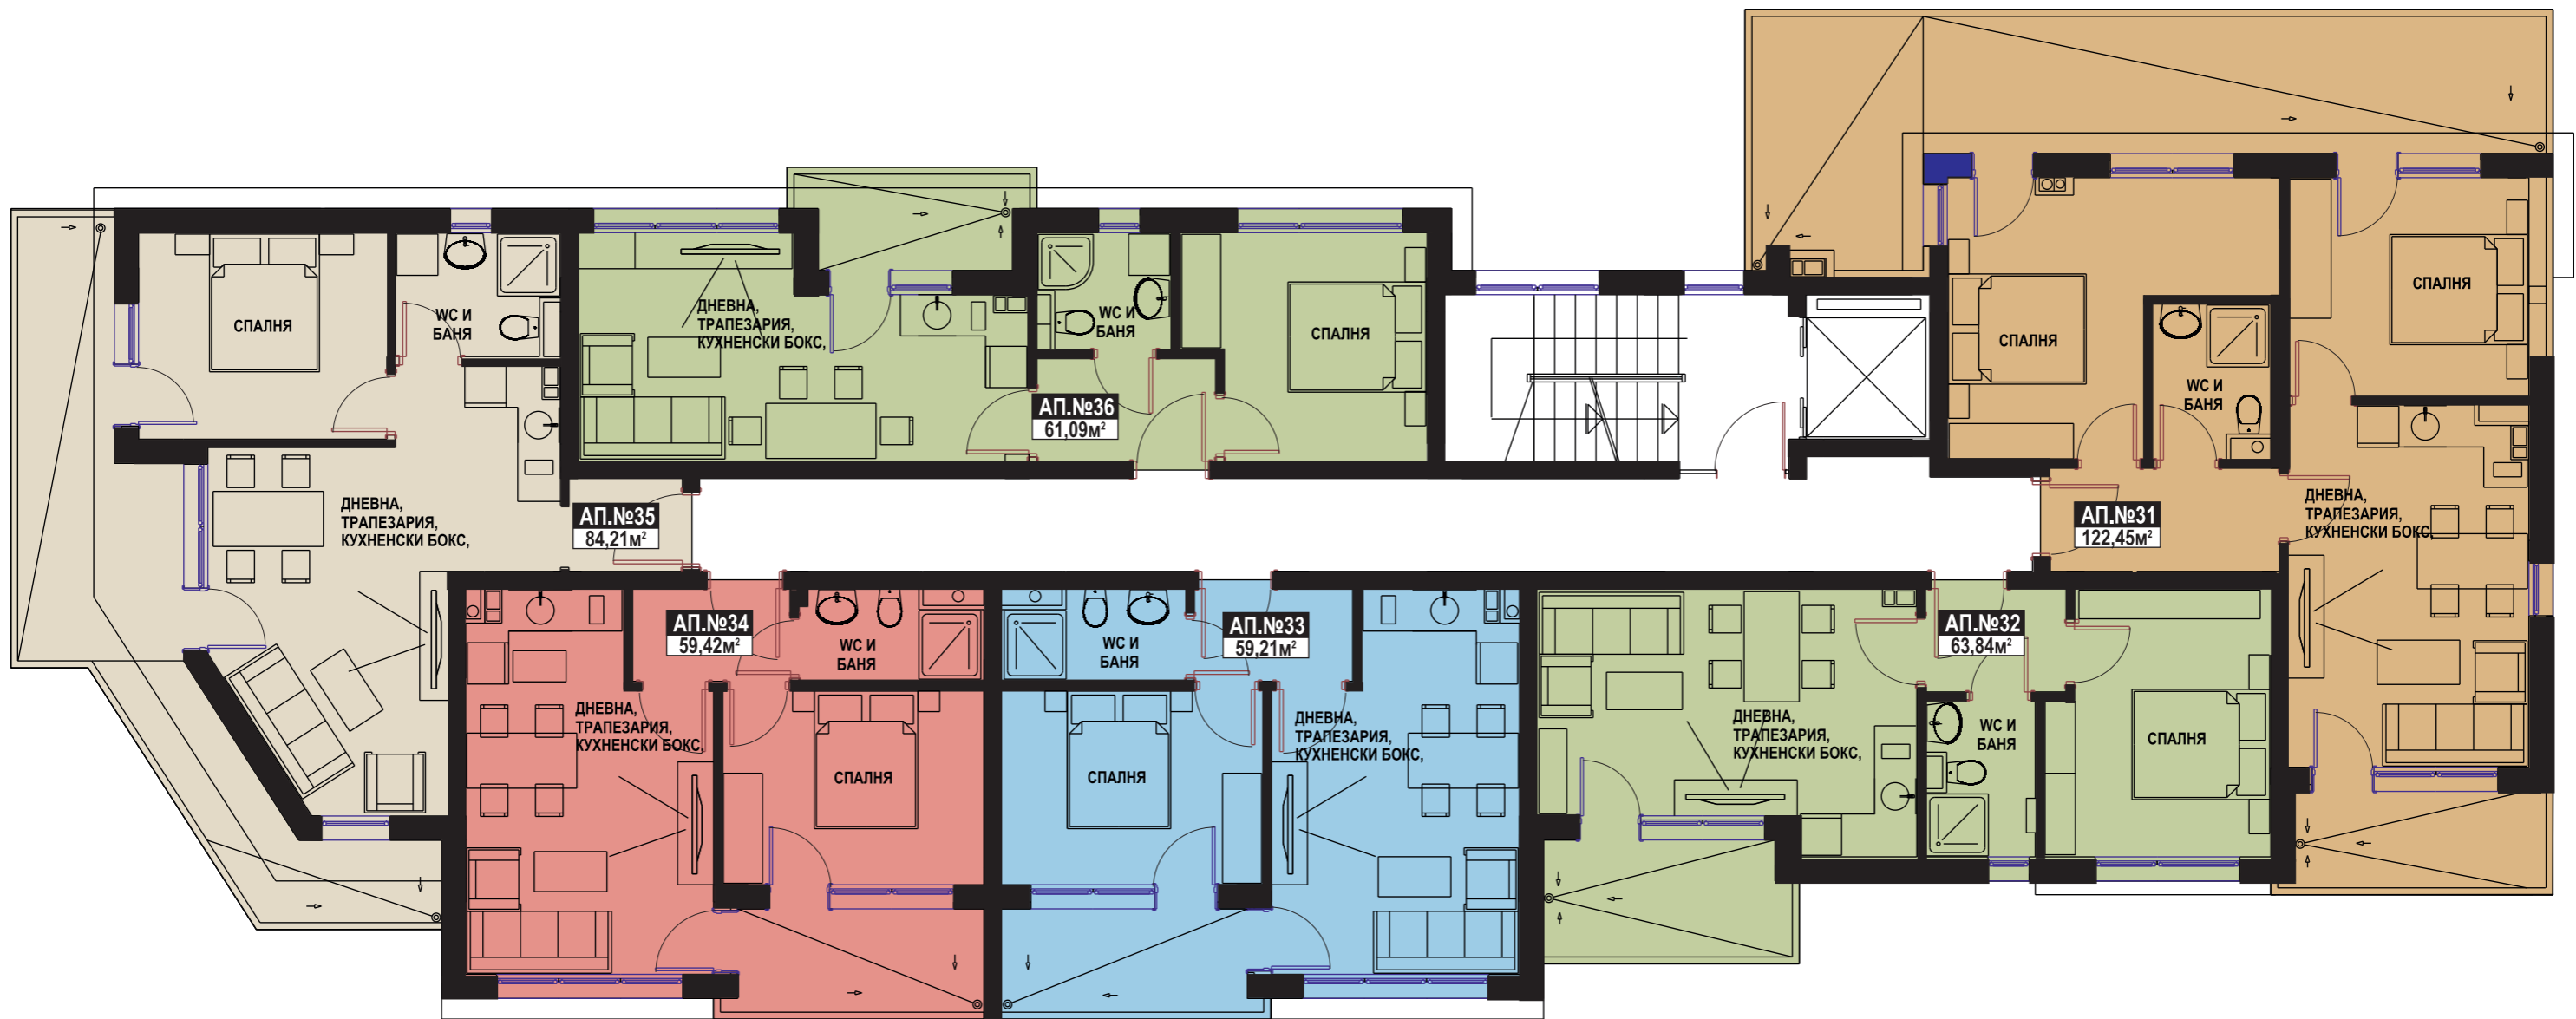 СПАЛНЯ
WC И
БАНЯ
ДНЕВНА,
ТРАПЕЗАРИЯ,
КУХНЕНСКИ БОКС,
АП.№35
84,21м²
ДНЕВНА,
ТРАПЕЗАРИЯ,
КУХНЕНСКИ БОКС,
WC И
БАНЯ
СПАЛНЯ
АП.№36
61,09м²
СПАЛНЯ
WC И
БАНЯ
СПАЛНЯ
АП.№31
122,45м²
ДНЕВНА,
ТРАПЕЗАРИЯ,
КУХНЕНСКИ БОКС,
АП.№34
59,42м²
WC И
БАНЯ
ДНЕВНА,
ТРАПЕЗАРИЯ,
КУХНЕНСКИ БОКС,
СПАЛНЯ
WC И
БАНЯ
АП.№33
59,21м²
СПАЛНЯ
ДНЕВНА,
ТРАПЕЗАРИЯ,
КУХНЕНСКИ БОКС,
АП.№32
63,84м²
ДНЕВНА,
ТРАПЕЗАРИЯ,
КУХНЕНСКИ БОКС,
WC И
БАНЯ
СПАЛНЯ